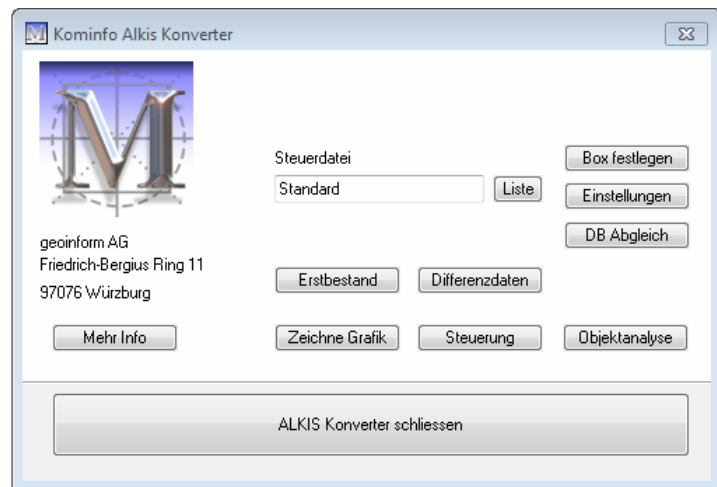 Kominfo Alkis Konverter
Steuerdatei
Standard
Liste
Box festlegen
Einstellungen
DB Abgleich
geoinform AG
Friedrich-Bergius Ring 11
97076 Würzburg
Erstbestand
Differenzdaten
Mehr Info
Zeichne Grafik
Steuerung
Objektanalyse
ALKIS Konverter schliessen